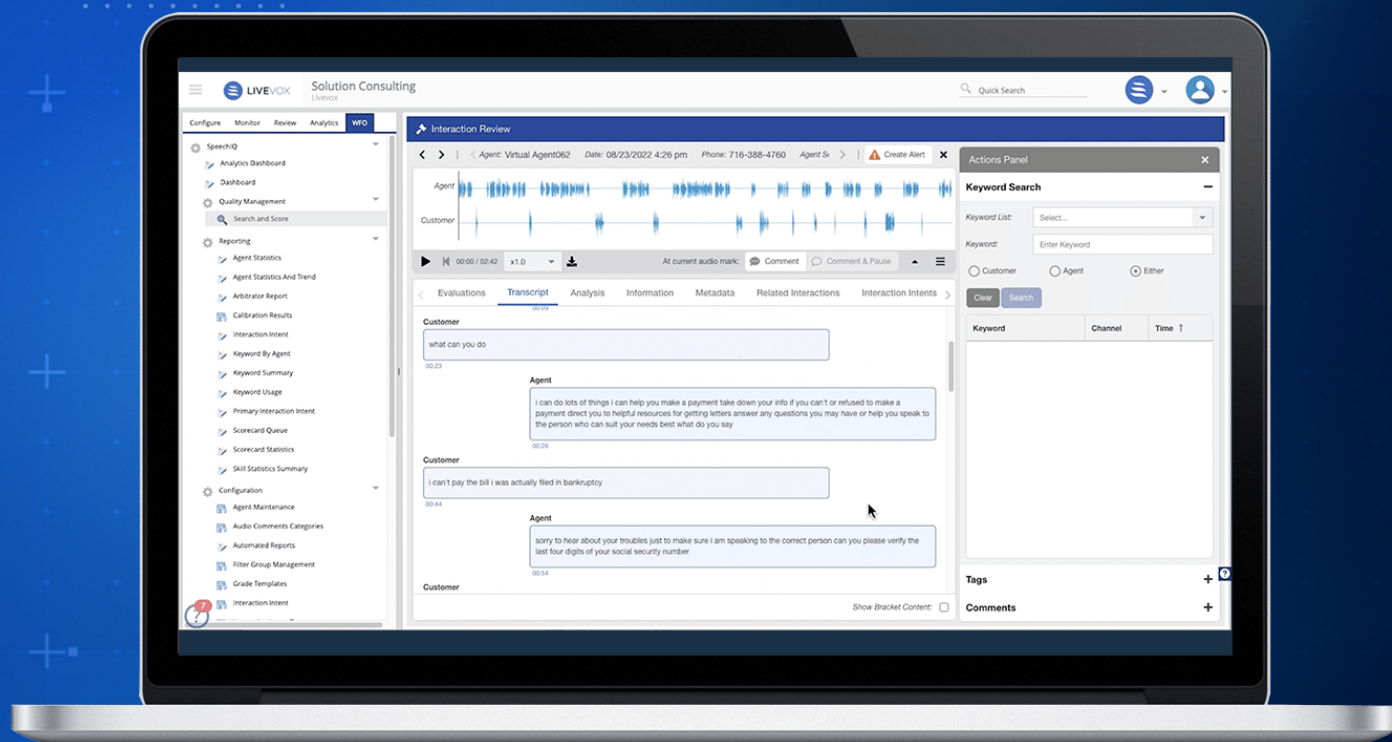 LIVEVOX
Solution Consulting
Livevox
Quick Search
Configure Monitor Review Analytics WFO
SpeechIQ
Analytics Dashboard
Dashboard
Quality Management
Search and Score
Reporting
Agent Statistics
Agent Statistics And Trend
Arbitrator Report
Calibration Results
Interaction Intent
Keyword By Agent
Keyword Summary
Keyword Usage
Primary Interaction Intent
Scorecard Queue
Scorecard Statistics
Skill Statistics Summary
Configuration
Agent Maintenance
Audio Comments Categories
Automated Reports
Filter Group Management
Grade Templates
Interaction Intent
7
?
Interaction Review
Agent: Virtual Agent062 Date: 08/23/2022 4:26 pm Phone: 716-388-4760 Agent Se
Create Alert
Agent
Customer
00:00 / 02:42 x1.0 At current audio mark: Comment Comment & Pause
Evaluations Transcript Analysis Information Metadata Related Interactions Interaction Intents
00:09
Customer
what can you do
00:23
Agent
i can do lots of things i can help you make a payment take down your info if you can't or refused to make a
payment direct you to helpful resources for getting letters answer any questions you may have or help you speak to
the person who can suit your needs best what do you say
00:26
Customer
i can't pay the bill i was actually filed in bankruptcy
00:44
Agent
sorry to hear about your troubles just to make sure i am speaking to the correct person can you please verify the
last four digits of your social security number
00:54
Customer
Show Bracket Content:
Actions Panel
Keyword Search
Keyword List: Select...
Keyword: Enter Keyword
Customer Agent Either
Clear Search
Keyword Channel Time
Tags
?
Comments